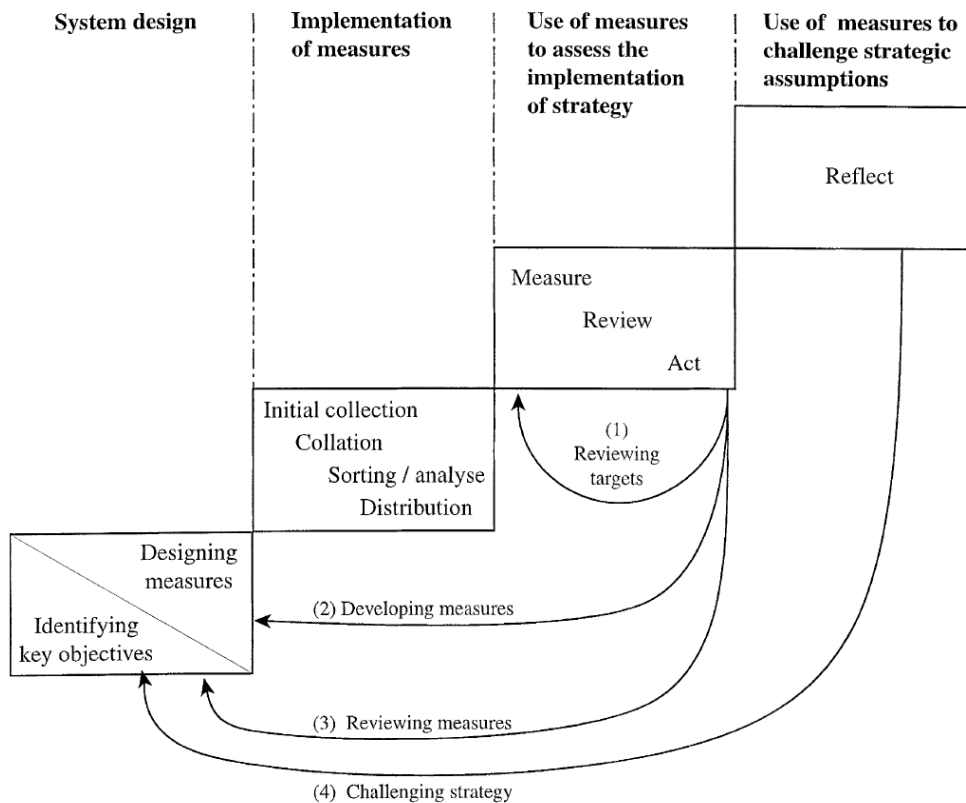 System design
Implementation
of measures
Use of measures
to assess the
implementation
of strategy
Use of  measures to
challenge strategic
assumptions
Reflect
Measure
Review
Act
Initial collection
Collation
Sorting / analyse
Distribution
(1)
Reviewing
targets
Designing
measures
Identifying
key objectives
(2) Developing measures
(3)  Reviewing measures
(4)  Challenging strategy